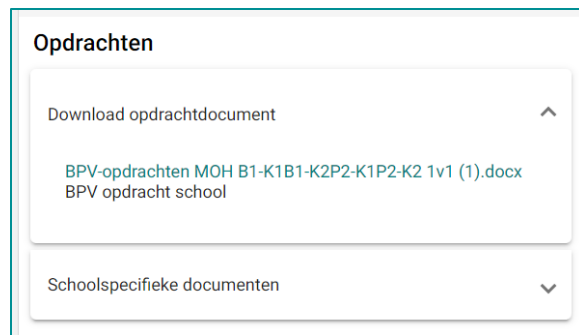 Opdrachten
Download opdrachtdocument
BPV-opdrachten MOH B1-K1B1-K2P2-K1P2-K2 1v1 (1).docx
BPV opdracht school
Schoolspecifieke documenten